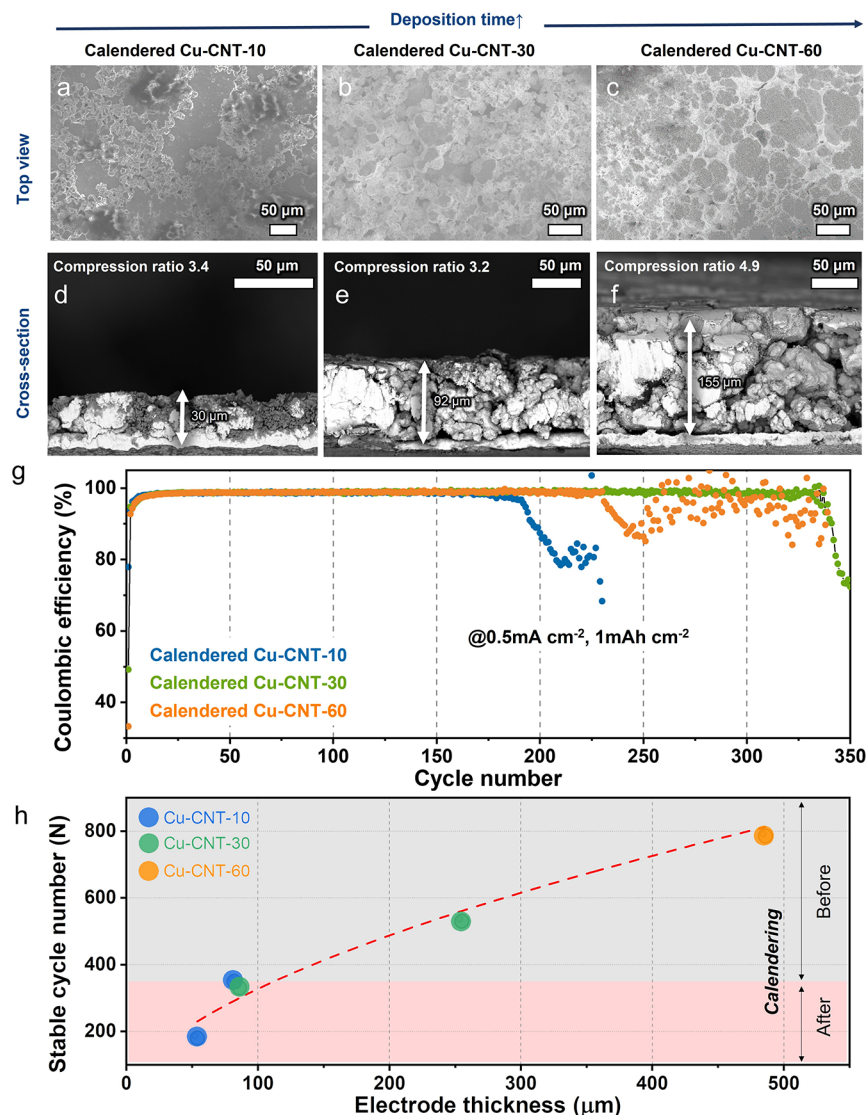 Deposition time↑
Calendered Cu-CNT-10
Calendered Cu-CNT-30
Calendered Cu-CNT-60
Top view
a
50 μm
b
50 μm
c
50 μm
Cross-section
Compression ratio 3.4
50 μm
d
30 μm
Compression ratio 3.2
50 μm
e
92 μm
Compression ratio 4.9
50 μm
f
155 μm
g
Coulombic efficiency (%)
100
80
60
40
@0.5mA cm⁻², 1mAh cm⁻²
Calendered Cu-CNT-10
Calendered Cu-CNT-30
Calendered Cu-CNT-60
0 50 100 150 200 250 300 350
Cycle number
h
Stable cycle number (N)
800
600
400
200
Cu-CNT-10
Cu-CNT-30
Cu-CNT-60
Calendering
Before
After
0 100 200 300 400 500
Electrode thickness (μm)